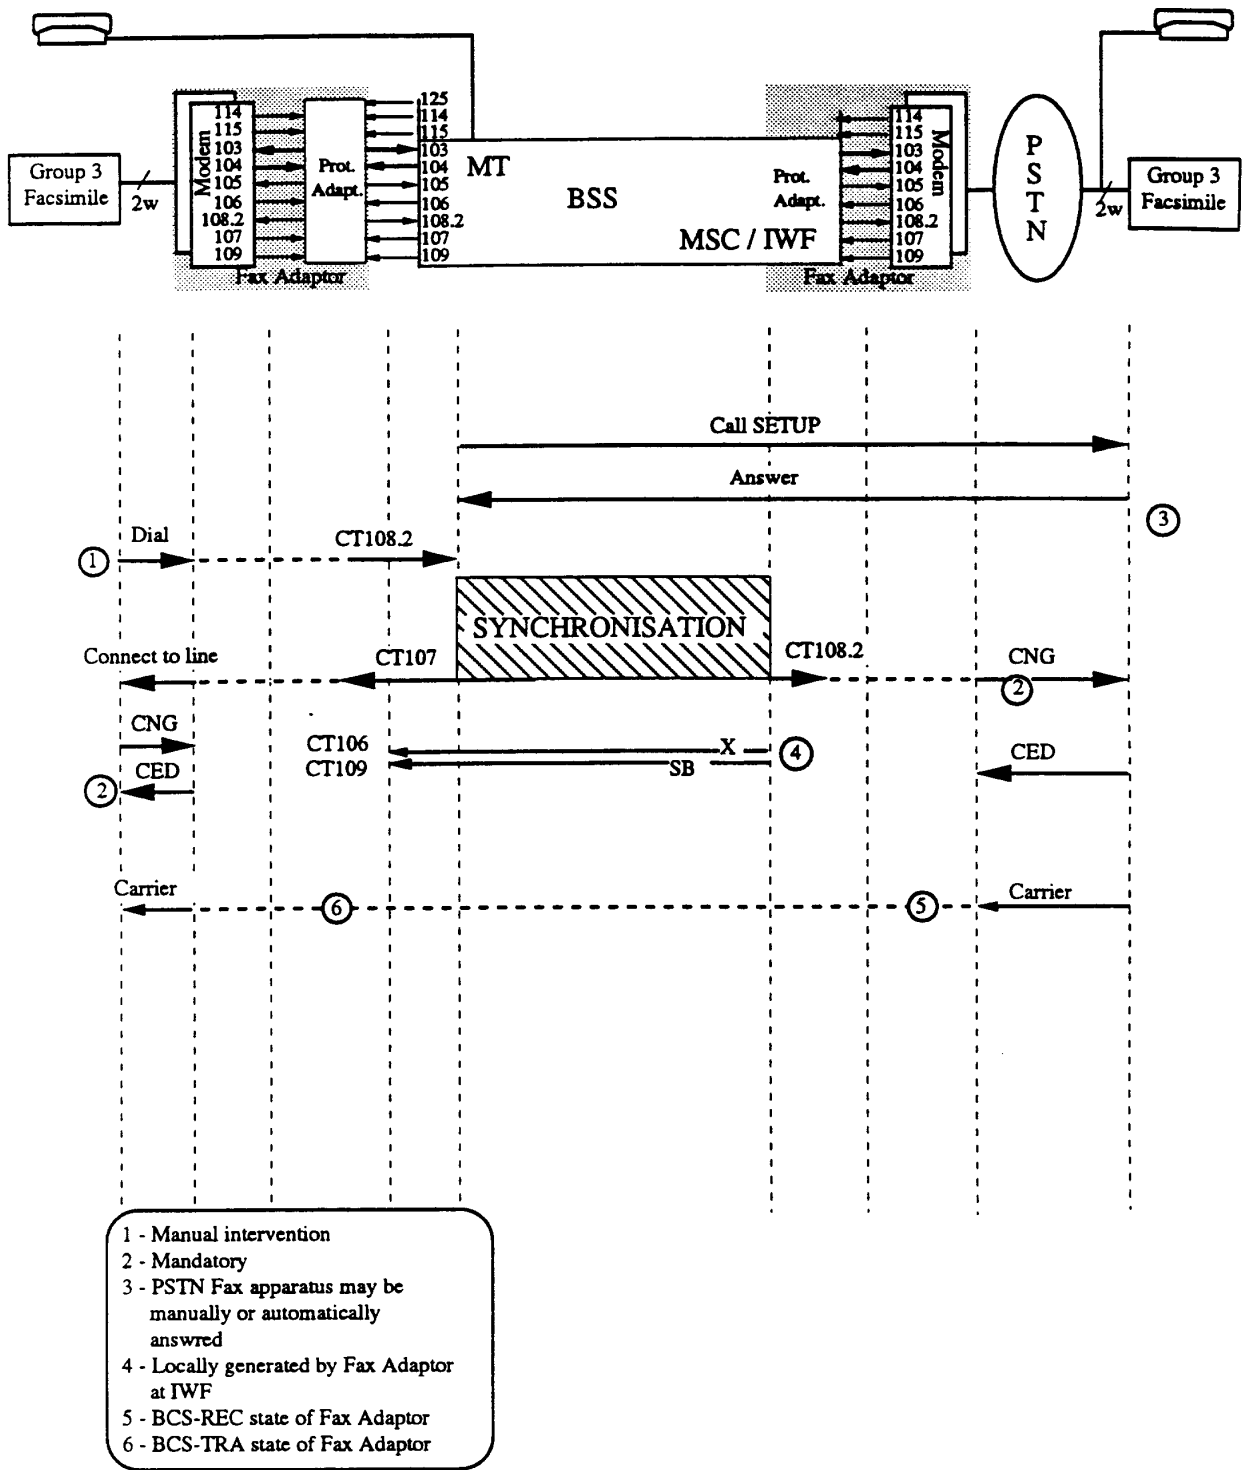 125
114
114
114
115
115
115
103
103
103
104
104
104
105
105
105
106
106
106
108.2
108.2
108.2
107
107
107
109
109
109
Modem
Prot.
Adapt.
MT
BSS
Prot.
Adapt.
MSC / IWF
Modem
P
S
T
N
Group 3
Facsimile
2w
Group 3
Facsimile
2w
Fax Adaptor
Fax Adaptor
Call SETUP
Answer
3
Dial
1
CT108.2
SYNCHRONISATION
Connect to line
CT107
CT108.2
CNG
2
CNG
CT106
X
4
CT109
SB
CED
2
CED
Carrier
6
5
Carrier
1 - Manual intervention
2 - Mandatory
3 - PSTN Fax apparatus may be
manually or automatically
answred
4 - Locally generated by Fax Adaptor
at IWF
5 - BCS-REC state of Fax Adaptor
6 - BCS-TRA state of Fax Adaptor